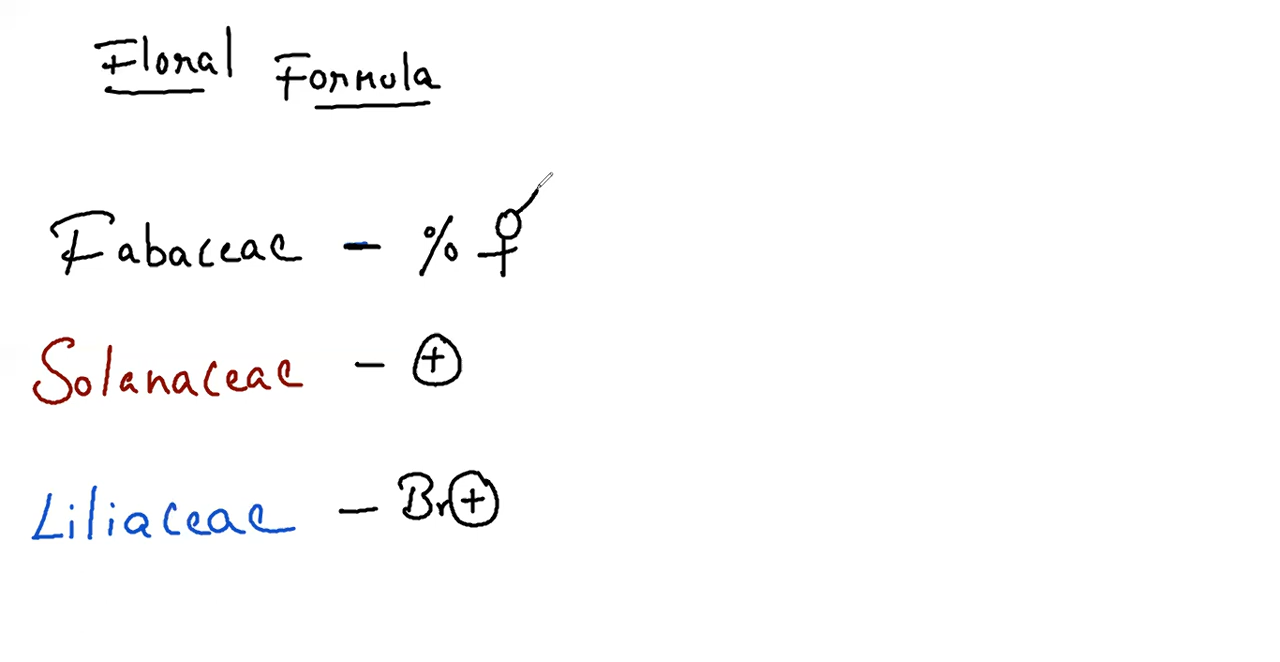 Floral Formula
Fabaceae - % ⚥
Solanaceae - ⊕
Liliaceae - Br⊕